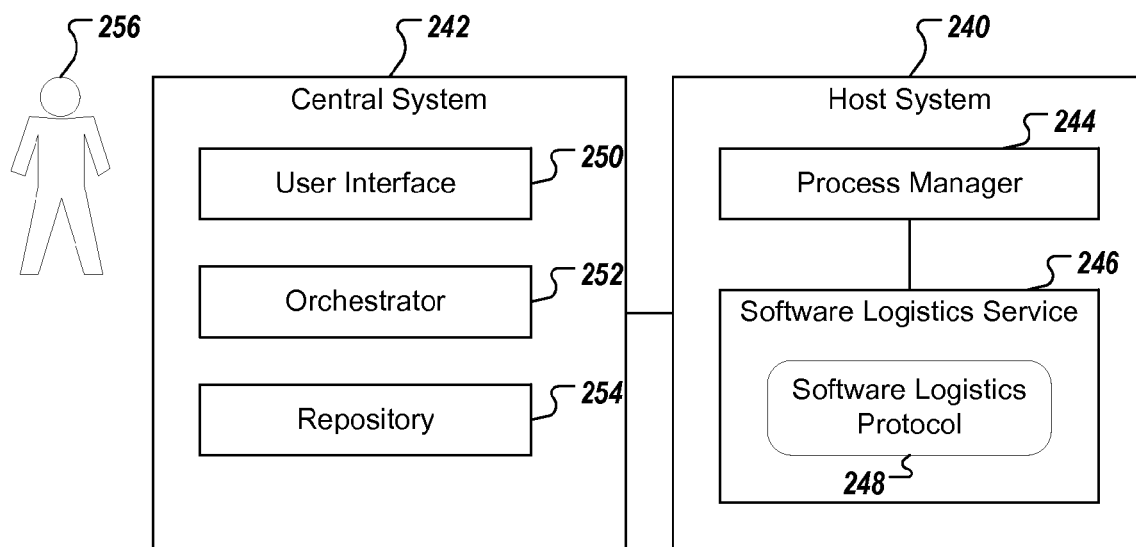 256
242
240
Central System
Host System
244
User Interface
250
Process Manager
246
Orchestrator
252
Software Logistics Service
Software Logistics
Protocol
Repository
254
248